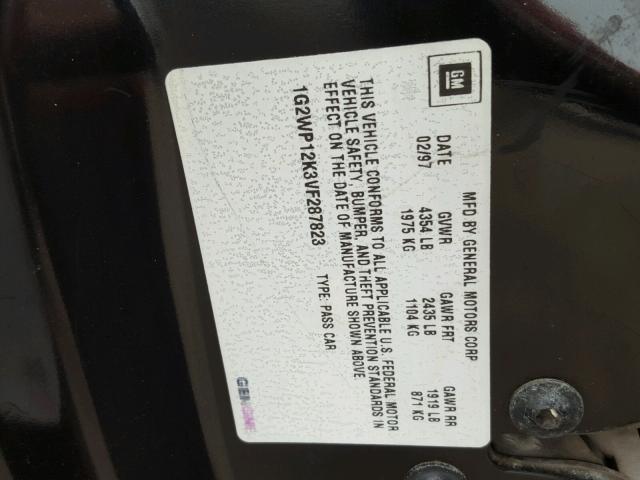 GM
MFD BY GENERAL MOTORS CORP
DATE GVWR GAWR FRT GAWR RR
02/97 4354 LB 2435 LB 1919 LB
1975 KG 1104 KG 871 KG
THIS VEHICLE CONFORMS TO ALL APPLICABLE U.S. FEDERAL MOTOR
VEHICLE SAFETY, BUMPER, AND THEFT PREVENTION STANDARDS IN
EFFECT ON THE DATE OF MANUFACTURE SHOWN ABOVE
1G2WP12K3VF287823 TYPE: PASS CAR